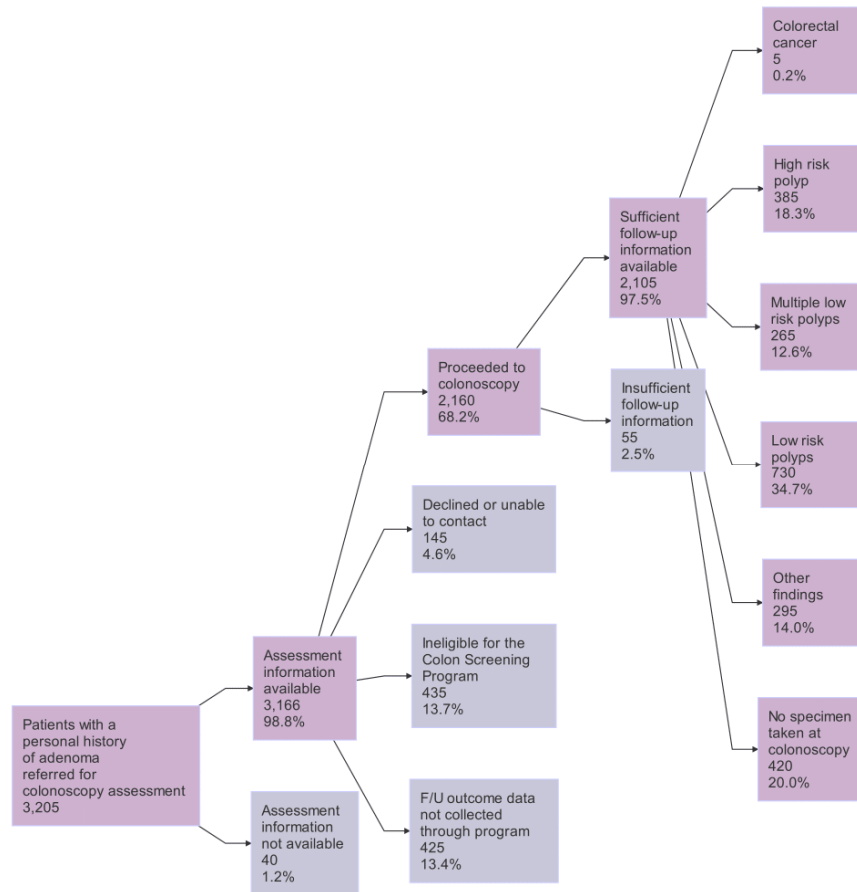 Patients with a
personal history
of adenoma
referred for
colonoscopy assessment
3,205
Assessment
information
available
3,166
98.8%
Assessment
information
not available
40
1.2%
Proceeded to
colonoscopy
2,160
68.2%
Declined or unable
to contact
145
4.6%
Ineligible for the
Colon Screening
Program
435
13.7%
F/U outcome data
not collected
through program
425
13.4%
Sufficient
follow-up
information
available
2,105
97.5%
Insufficient
follow-up
information
55
2.5%
Colorectal
cancer
5
0.2%
High risk
polyp
385
18.3%
Multiple low
risk polyps
265
12.6%
Low risk
polyps
730
34.7%
Other
findings
295
14.0%
No specimen
taken at
colonoscopy
420
20.0%